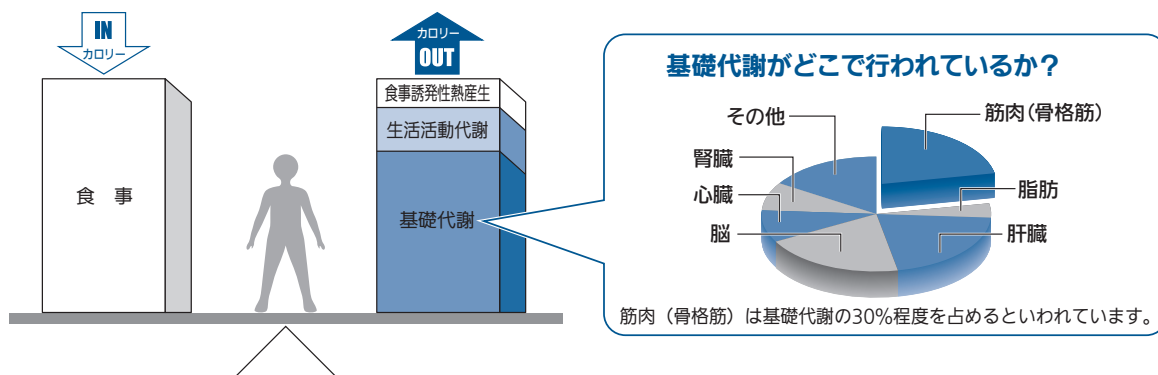 IN
カロリー
食 事
カロリー
OUT
食事誘発性熱産生
生活活動代謝
基礎代謝
基礎代謝がどこで行われているか？
筋肉（骨格筋）
脂肪
肝臓
脳
心臓
腎臓
その他
筋肉（骨格筋）は基礎代謝の30%程度を占めるといわれています。